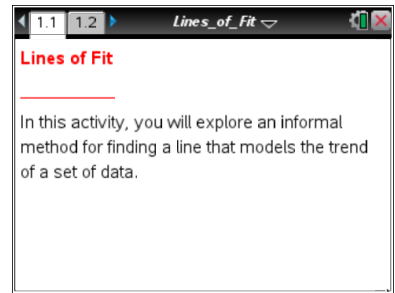 1.1 1.2 Lines_of_Fit
Lines of Fit
In this activity, you will explore an informal
method for finding a line that models the trend
of a set of data.